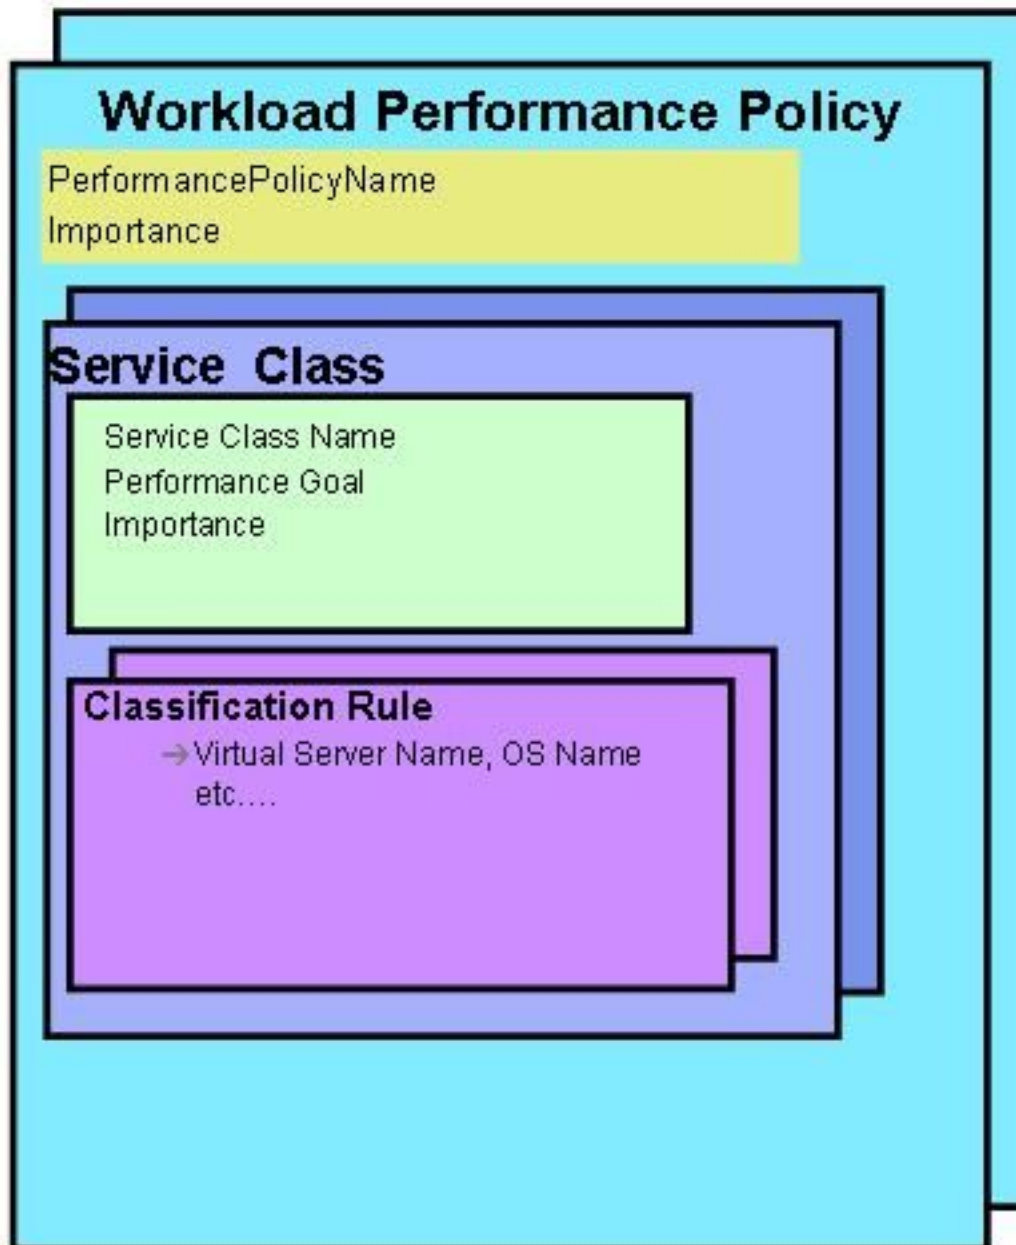 Workload Performance Policy
PerformancePolicyName
Importance
Service Class
Service Class Name
Performance Goal
Importance
Classification Rule
→Virtual Server Name, OS Name
etc....